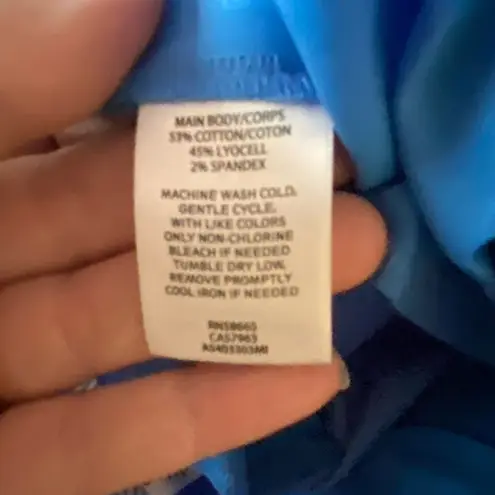 MAIN BODY/CORPS
53% COTTON/COTON
45% LYOCELL
2% SPANDEX
MACHINE WASH COLD,
GENTLE CYCLE,
WITH LIKE COLORS
ONLY NON-CHLORINE
BLEACH IF NEEDED
TUMBLE DRY LOW,
REMOVE PROMPTLY
COOL IRON IF NEEDED
CA57963